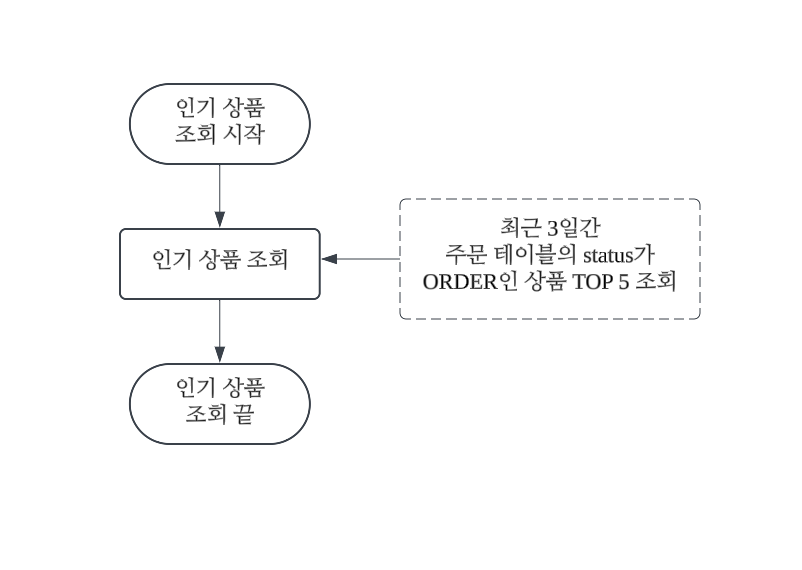 인기 상품
조회 시작
인기 상품 조회
최근 3일간
주문 테이블의 status가
ORDER인 상품 TOP 5 조회
인기 상품
조회 끝